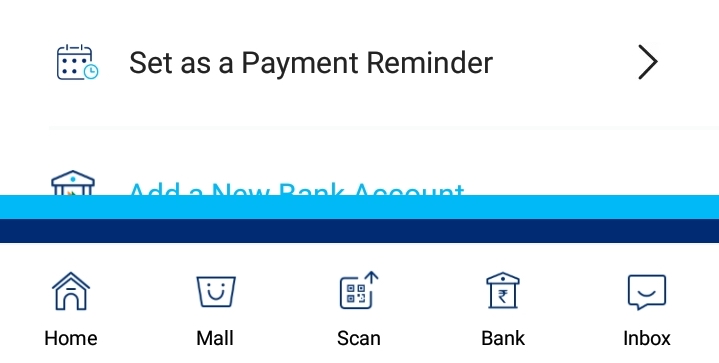 Set as a Payment Reminder
Add a New Bank Account
Home
Mall
Scan
Bank
Inbox